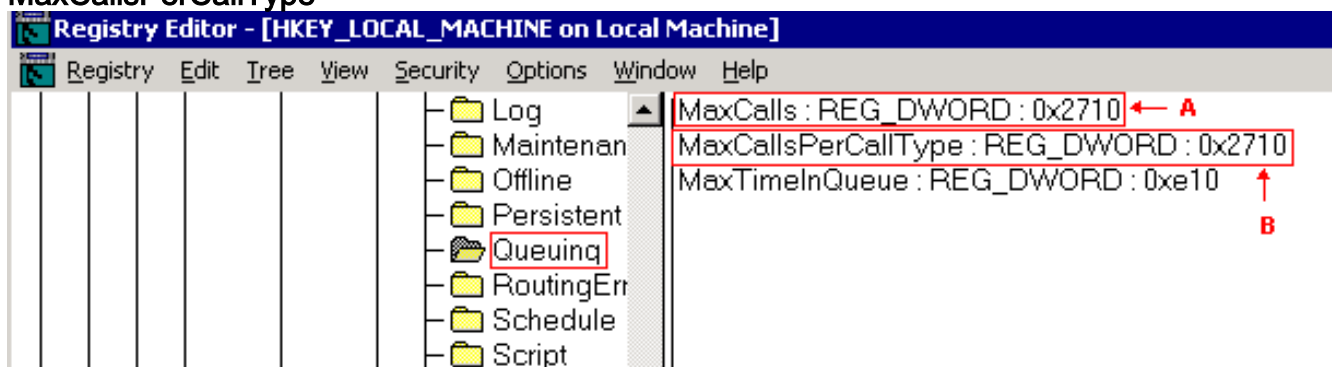 MaxCallsPerCallType
Registry Editor - [HKEY_LOCAL_MACHINE on Local Machine]
Registry Edit Tree View Security Options Window Help
Log
Maintenan
Offline
Persistent
Queuing
RoutingErr
Schedule
Script
MaxCalls : REG_DWORD : 0x2710 A
MaxCallsPerCallType : REG_DWORD : 0x2710
MaxTimeInQueue : REG_DWORD : 0xe10
B